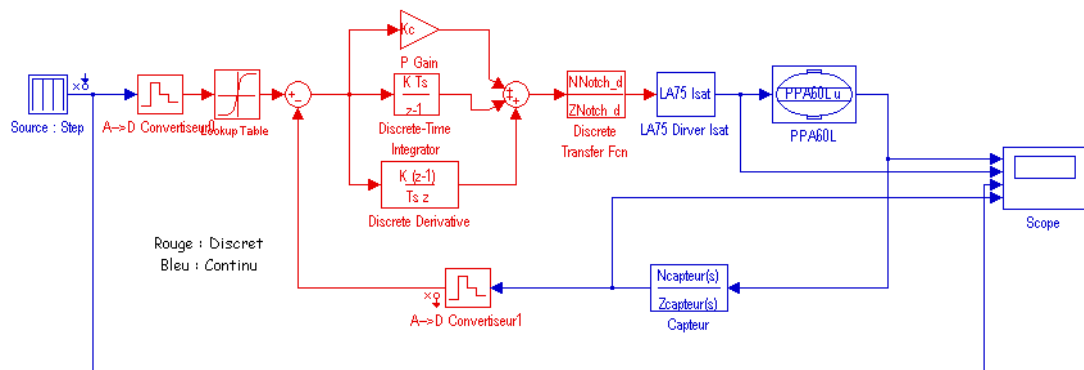 Kc
P Gain
Source : Step
A-->D Convertiseur0
Lookup Table
K Ts
z-1
Discrete-Time
Integrator
K (z-1)
Ts z
Discrete Derivative
NNotch_d
ZNotch_d
Discrete
Transfer Fcn
LA75 Isat
LA75 Dirver Isat
PPA60L u
PPA60L
Scope
Rouge : Discret
Bleu : Continu
A-->D Convertiseur1
Ncapteur(s)
Zcapteur(s)
Capteur